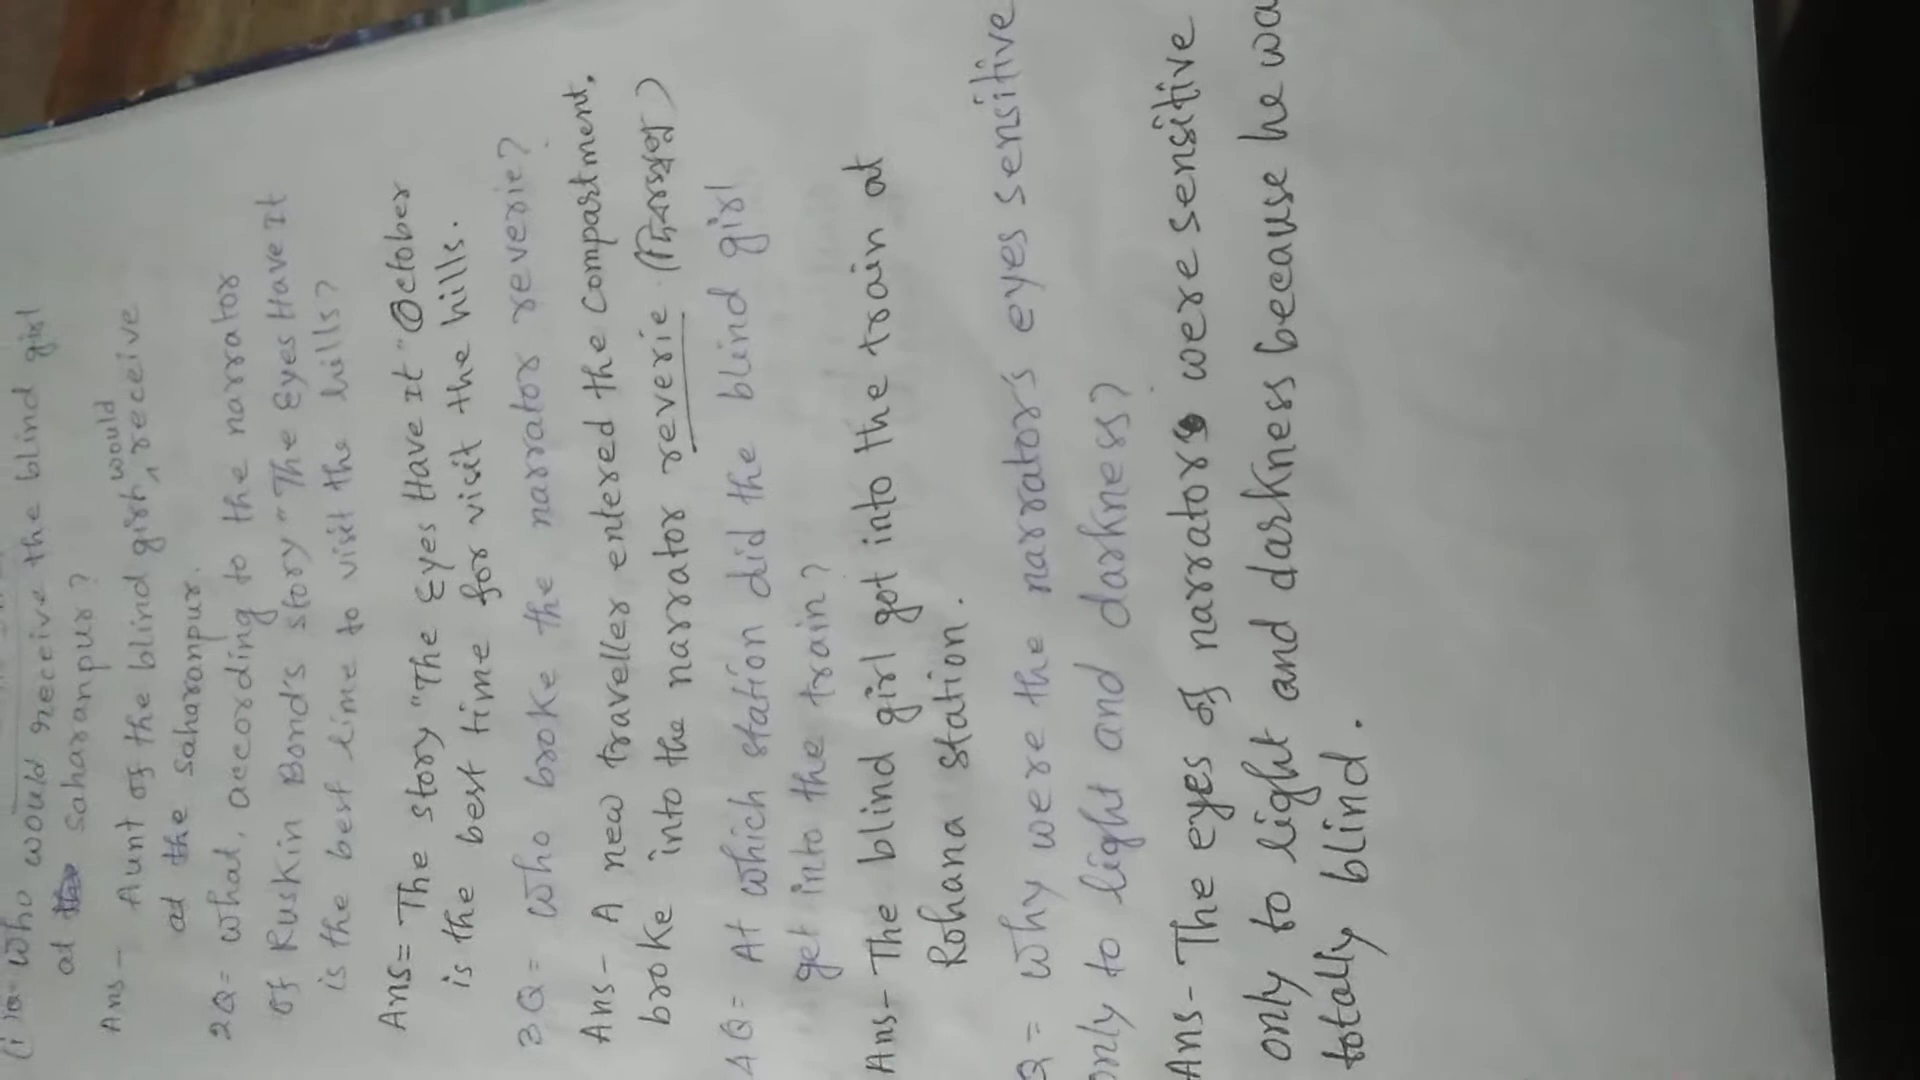 (i) 1Q= Who would receive the blind girl
at Saharanpur?
Ans- Aunt of the blind girl would receive
at the saharanpur.
2Q= What, according to the narrator
of Ruskin Bond's story "The Eyes Have It
is the best time to visit the hills?
Ans= The story "The Eyes Have It" October
is the best time for visit the hills.
3Q= Who broke the narrator reverie?
Ans- A new traveller entered the compartment.
broke into the narrator reverie. (দিবাস্বপ্ন)
4Q= At which station did the blind girl
get into the train?
Ans- The blind girl got into the train at
Rohana station.
Q= Why were the narrator's eyes sensitive
only to light and darkness?
Ans- The eyes of narrators were sensitive
only to light and darkness because he wa
totally blind.